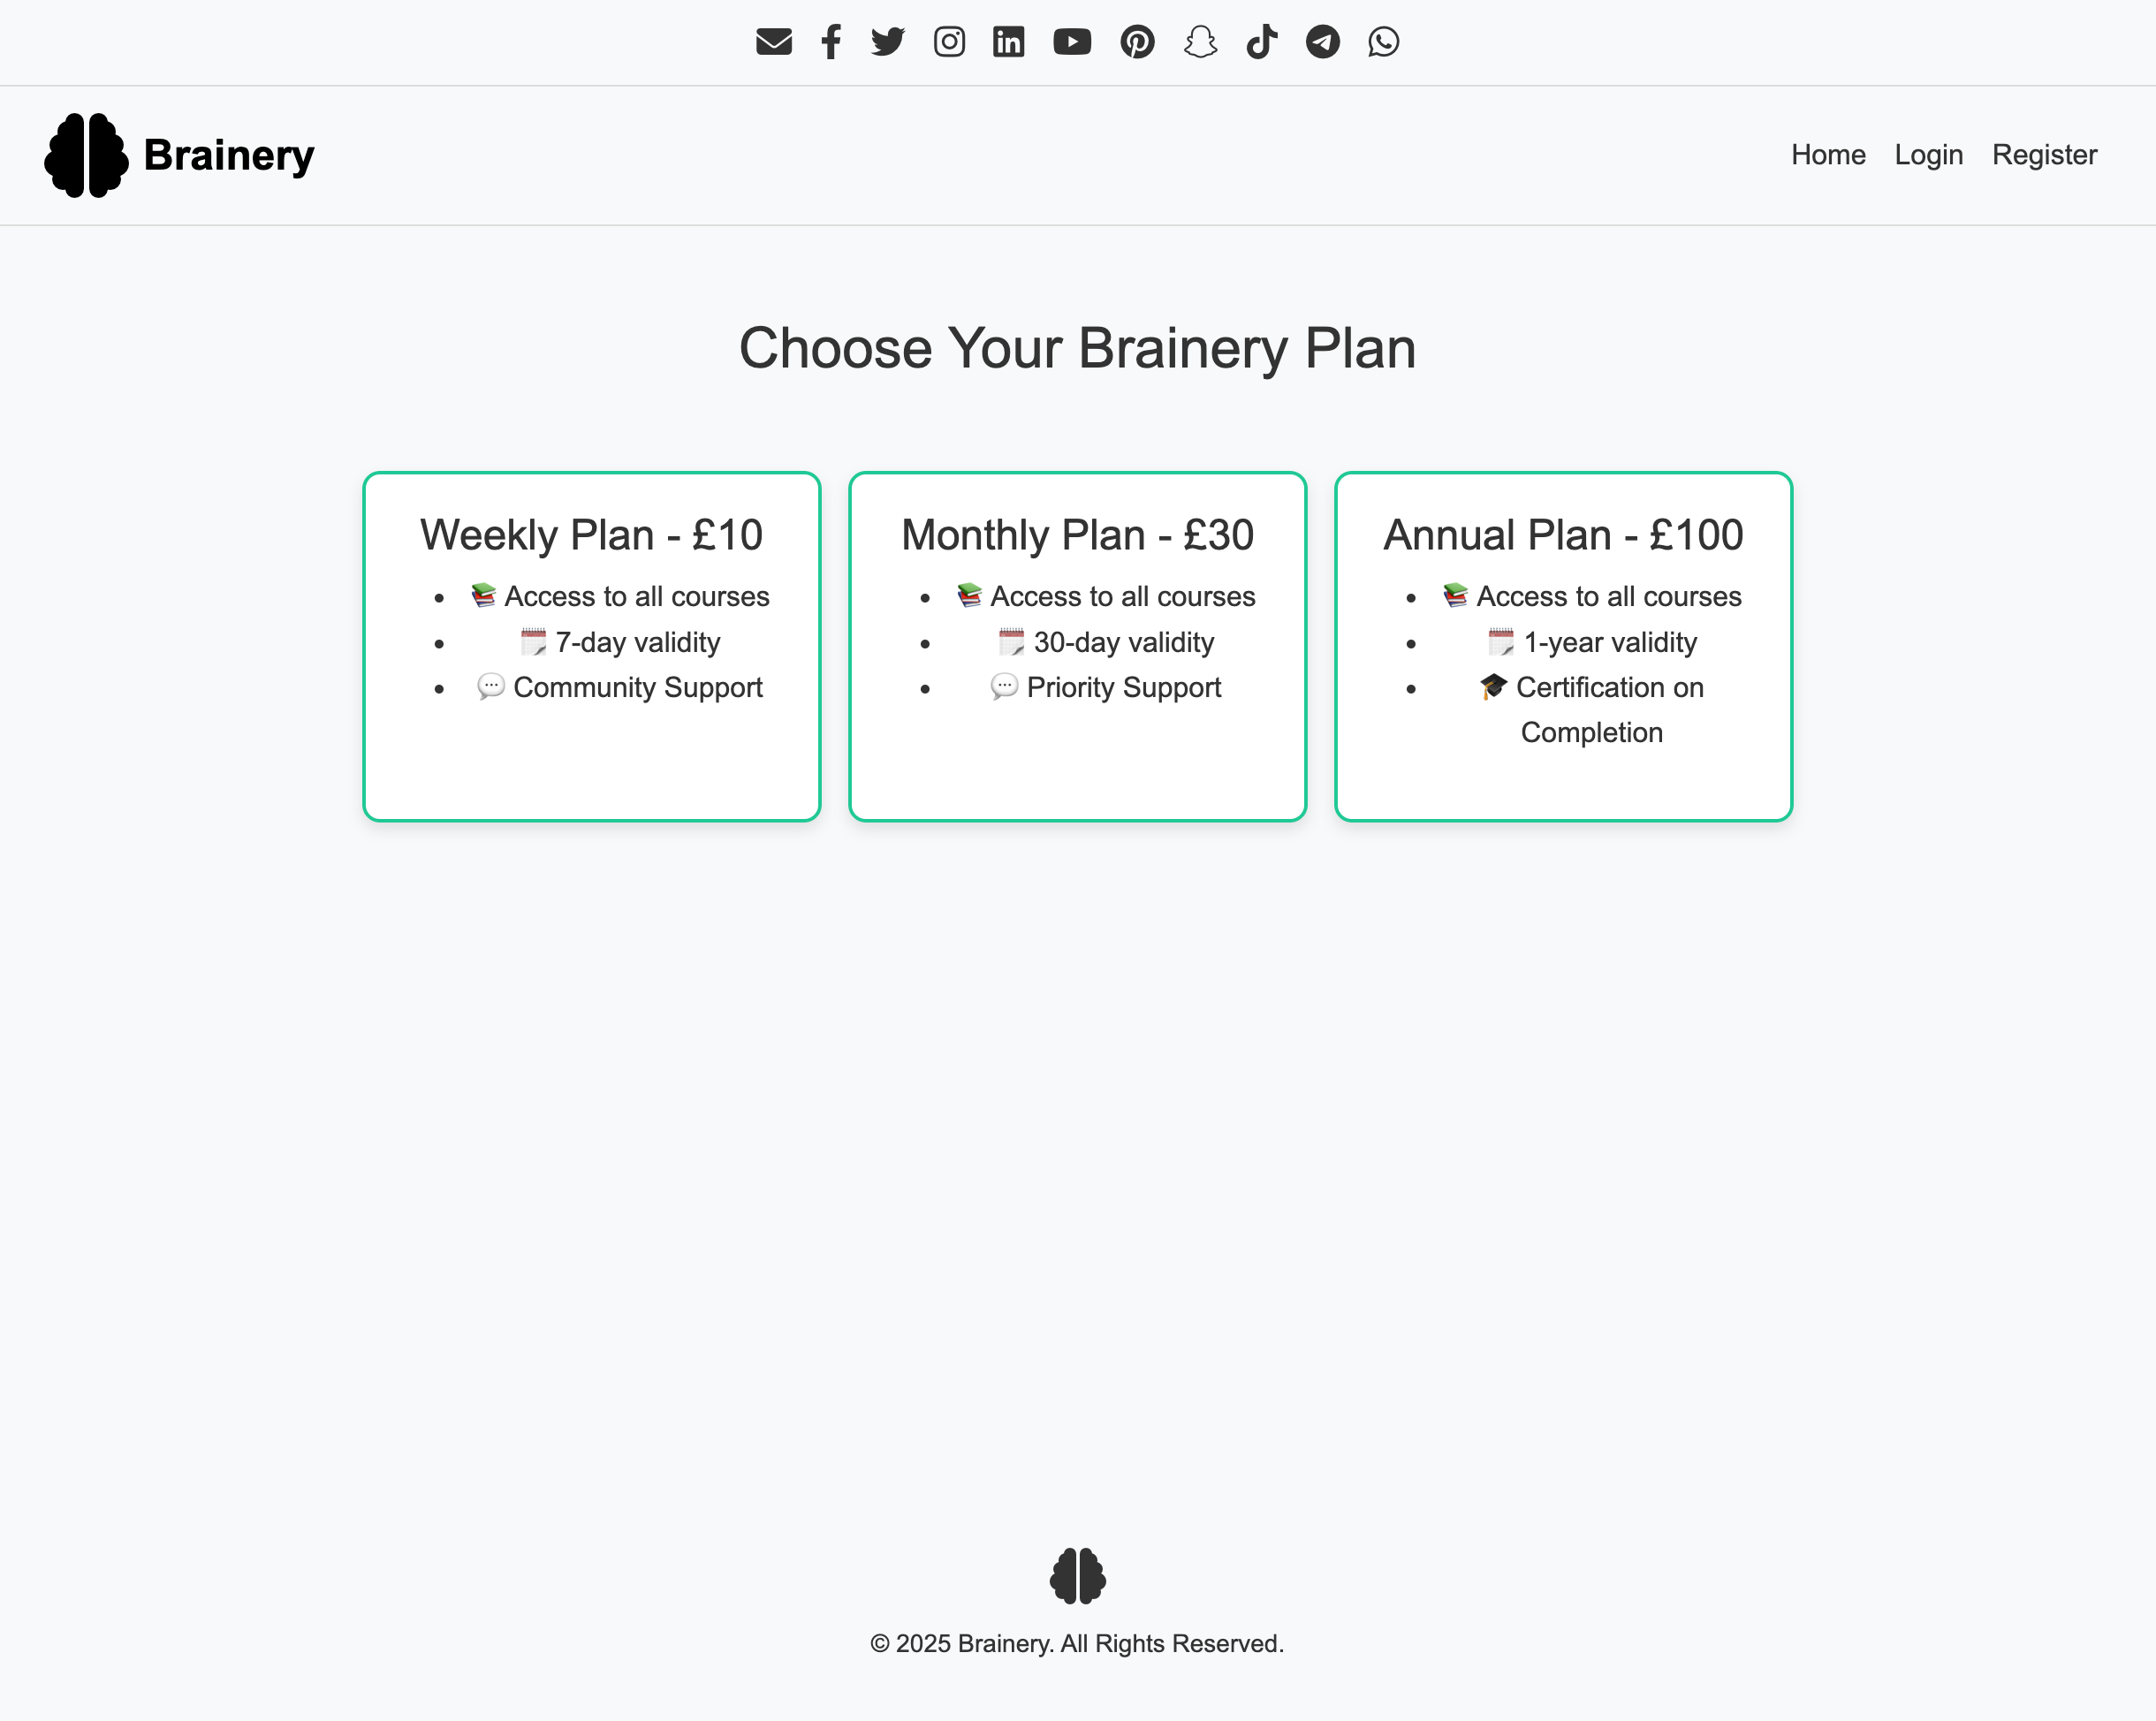 Brainery
Home Login Register
Choose Your Brainery Plan
Weekly Plan - £10
• 📚 Access to all courses
• 🗓️ 7-day validity
• 💬 Community Support
Monthly Plan - £30
• 📚 Access to all courses
• 🗓️ 30-day validity
• 💬 Priority Support
Annual Plan - £100
• 📚 Access to all courses
• 🗓️ 1-year validity
• 🎓 Certification on
Completion
© 2025 Brainery. All Rights Reserved.